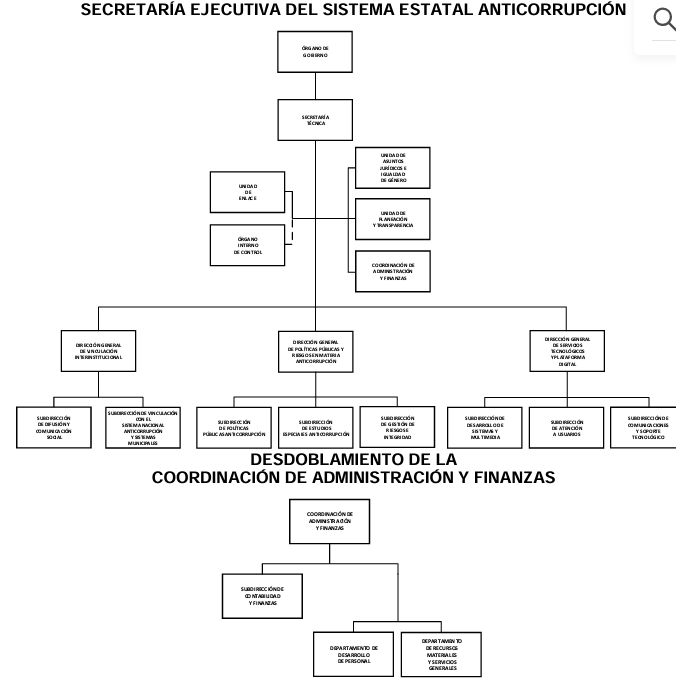 SECRETARÍA EJECUTIVA DEL SISTEMA ESTATAL ANTICORRUPCIÓN
ÓRGANO DE
GOBIERNO
SECRETARÍA
TÉCNICA
UNIDAD DE
ASUNTOS
JURÍDICOS E
IGUALDAD
DE GÉNERO
UNIDAD
DE
ENLACE
UNIDAD DE
PLANEACIÓN
Y TRANSPARENCIA
ÓRGANO
INTERNO
DE CONTROL
COORDINACIÓN DE
ADMINISTRACIÓN
Y FINANZAS
DIRECCIÓN GENERAL
DE VINCULACIÓN
INTERINSTITUCIONAL
DIRECCIÓN GENERAL
DE POLÍTICAS PÚBLICAS Y
RIESGOS EN MATERIA
ANTICORRUPCIÓN
DIRECCIÓN GENERAL
DE SERVICIOS
TECNOLÓGICOS
Y PLATAFORMA
DIGITAL
SUBDIRECCIÓN
DE DIFUSIÓN Y
COMUNICACIÓN
SOCIAL
SUBDIRECCIÓN DE VINCULACIÓN
CON EL
SISTEMA NACIONAL
ANTICORRUPCIÓN
Y SISTEMAS
MUNICIPALES
SUBDIRECCIÓN
DE POLÍTICAS
PÚBLICAS ANTICORRUPCIÓN
SUBDIRECCIÓN
DE ESTUDIOS
ESPECIALES ANTICORRUPCIÓN
SUBDIRECCIÓN
DE GESTIÓN DE
RIESGOS E
INTEGRIDAD
SUBDIRECCIÓN DE
DESARROLLO DE
SISTEMAS Y
MULTIMEDIA
SUBDIRECCIÓN
DE ATENCIÓN
A USUARIOS
SUBDIRECCIÓN DE
COMUNICACIONES
Y SOPORTE
TECNOLÓGICO
DESDOBLAMIENTO DE LA
COORDINACIÓN DE ADMINISTRACIÓN Y FINANZAS
COORDINACIÓN DE
ADMINISTRACIÓN
Y FINANZAS
SUBDIRECCIÓN DE
CONTABILIDAD
Y FINANZAS
DEPARTAMENTO DE
DESARROLLO
DE PERSONAL
DEPARTAMENTO
DE RECURSOS
MATERIALES
Y SERVICIOS
GENERALES